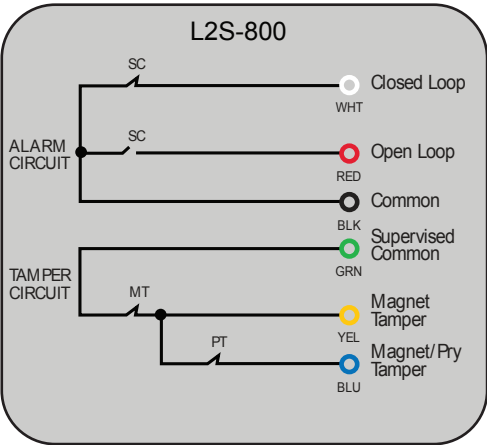 L2S-800
SC
Closed Loop
WHT
ALARM
CIRCUIT
SC
Open Loop
RED
Common
BLK
Supervised
Common
GRN
TAMPER
CIRCUIT
MT
Magnet
Tamper
YEL
PT
Magnet/Pry
Tamper
BLU